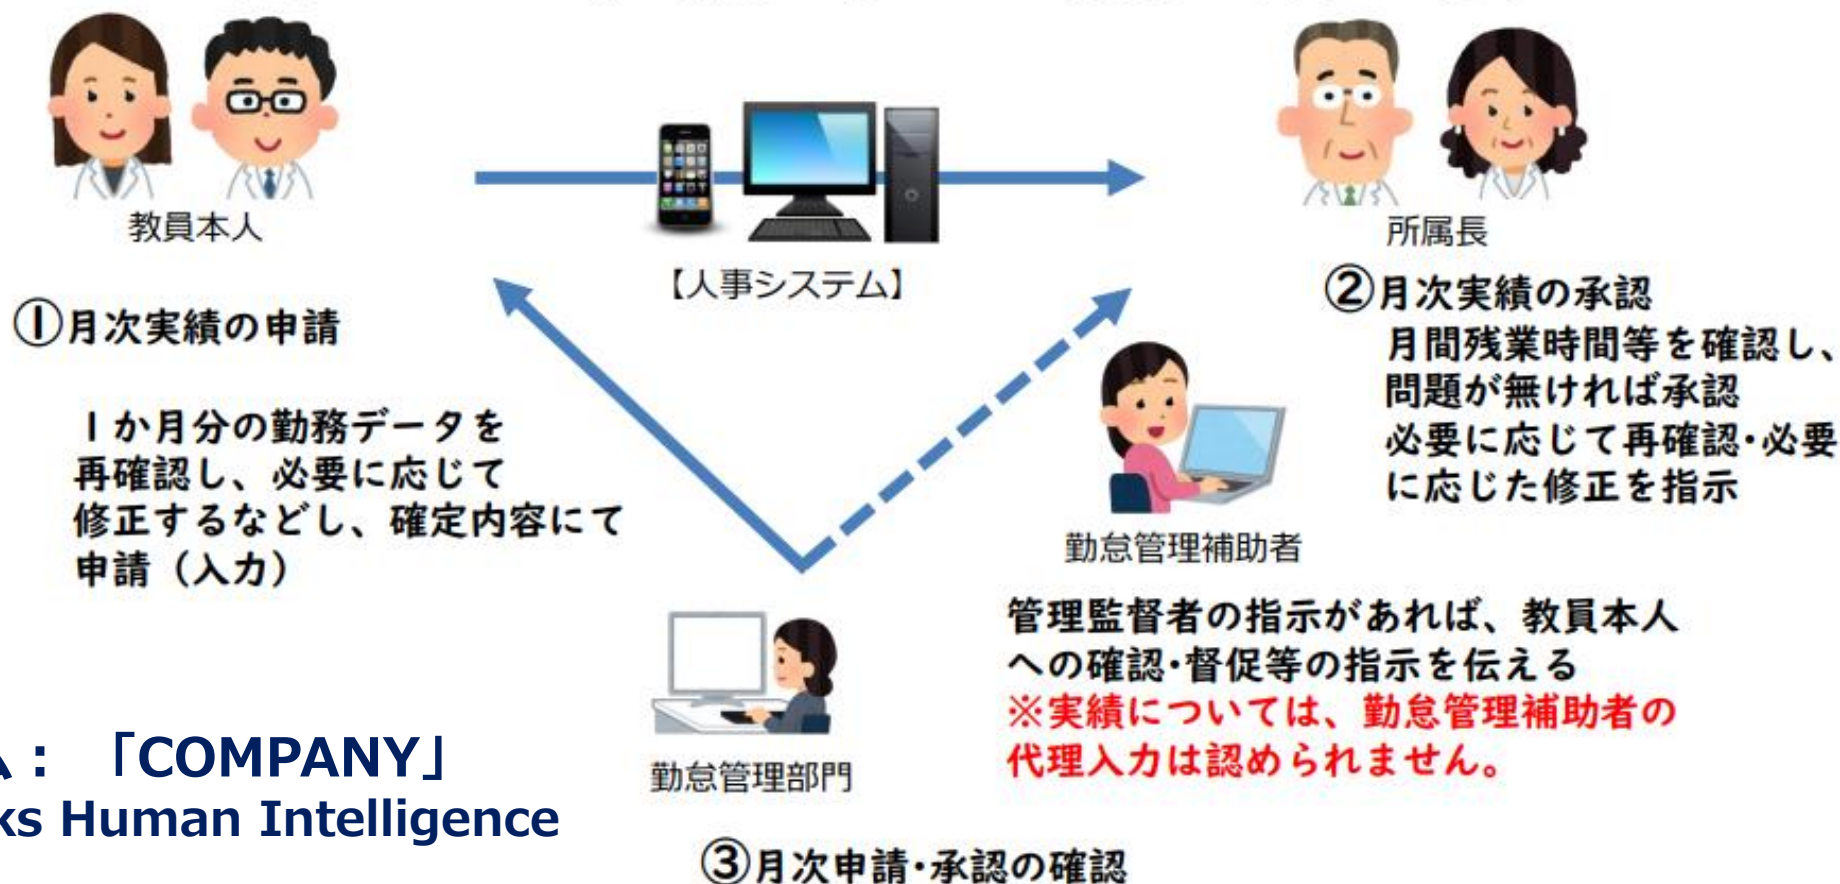 教員本人
【人事システム】
所属長
①月次実績の申請
1か月分の勤務データを
再確認し、必要に応じて
修正するなどし、確定内容にて
申請（入力）
②月次実績の承認
月間残業時間等を確認し、
問題が無ければ承認
必要に応じて再確認・必要
に応じた修正を指示
勤怠管理補助者
管理監督者の指示があれば、教員本人
への確認・督促等の指示を伝える
※実績については、勤怠管理補助者の
代理入力は認められません。
勤怠管理部門
③月次申請・承認の確認
ム：「COMPANY」
ks Human Intelligence